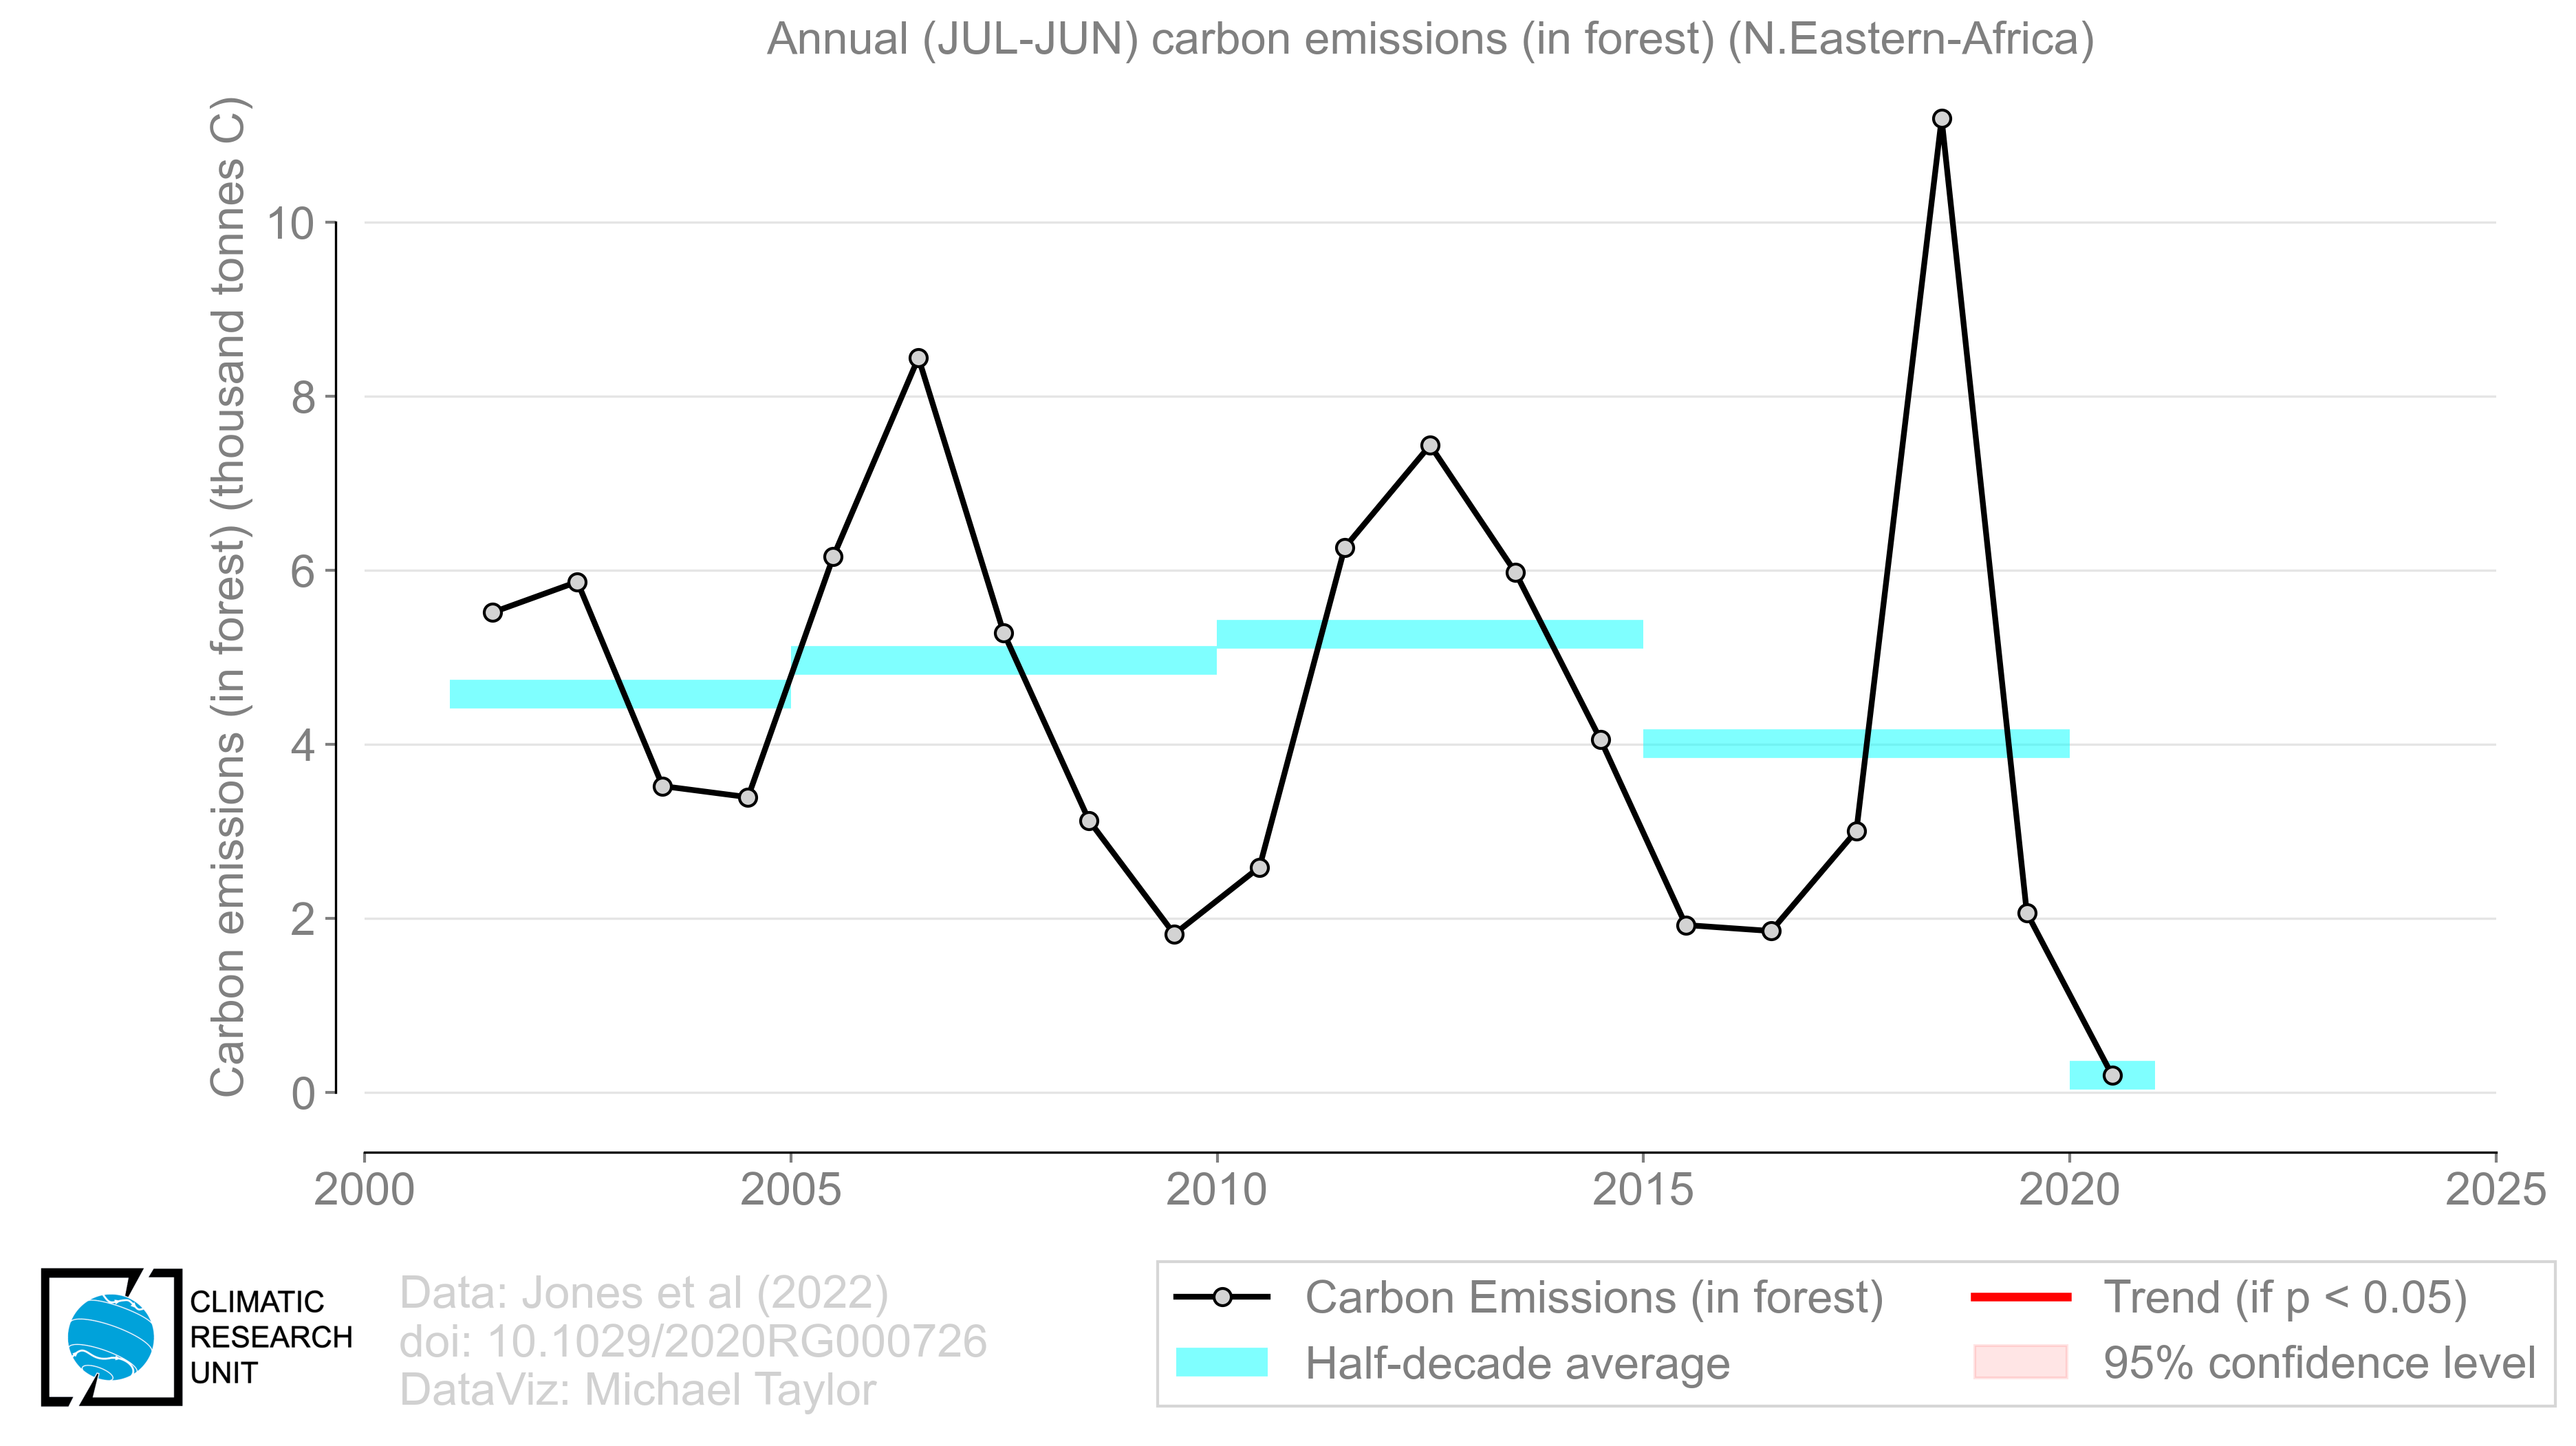 Annual (JUL-JUN) carbon emissions (in forest) (N.Eastern-Africa)
Carbon emissions (in forest) (thousand tonnes C)
10
8
6
4
2
0
2000 2005 2010 2015 2020 2025
CLIMATIC
RESEARCH
UNIT
Data: Jones et al (2022)
doi: 10.1029/2020RG000726
DataViz: Michael Taylor
Carbon Emissions (in forest)
Half-decade average
Trend (if p < 0.05)
95% confidence level